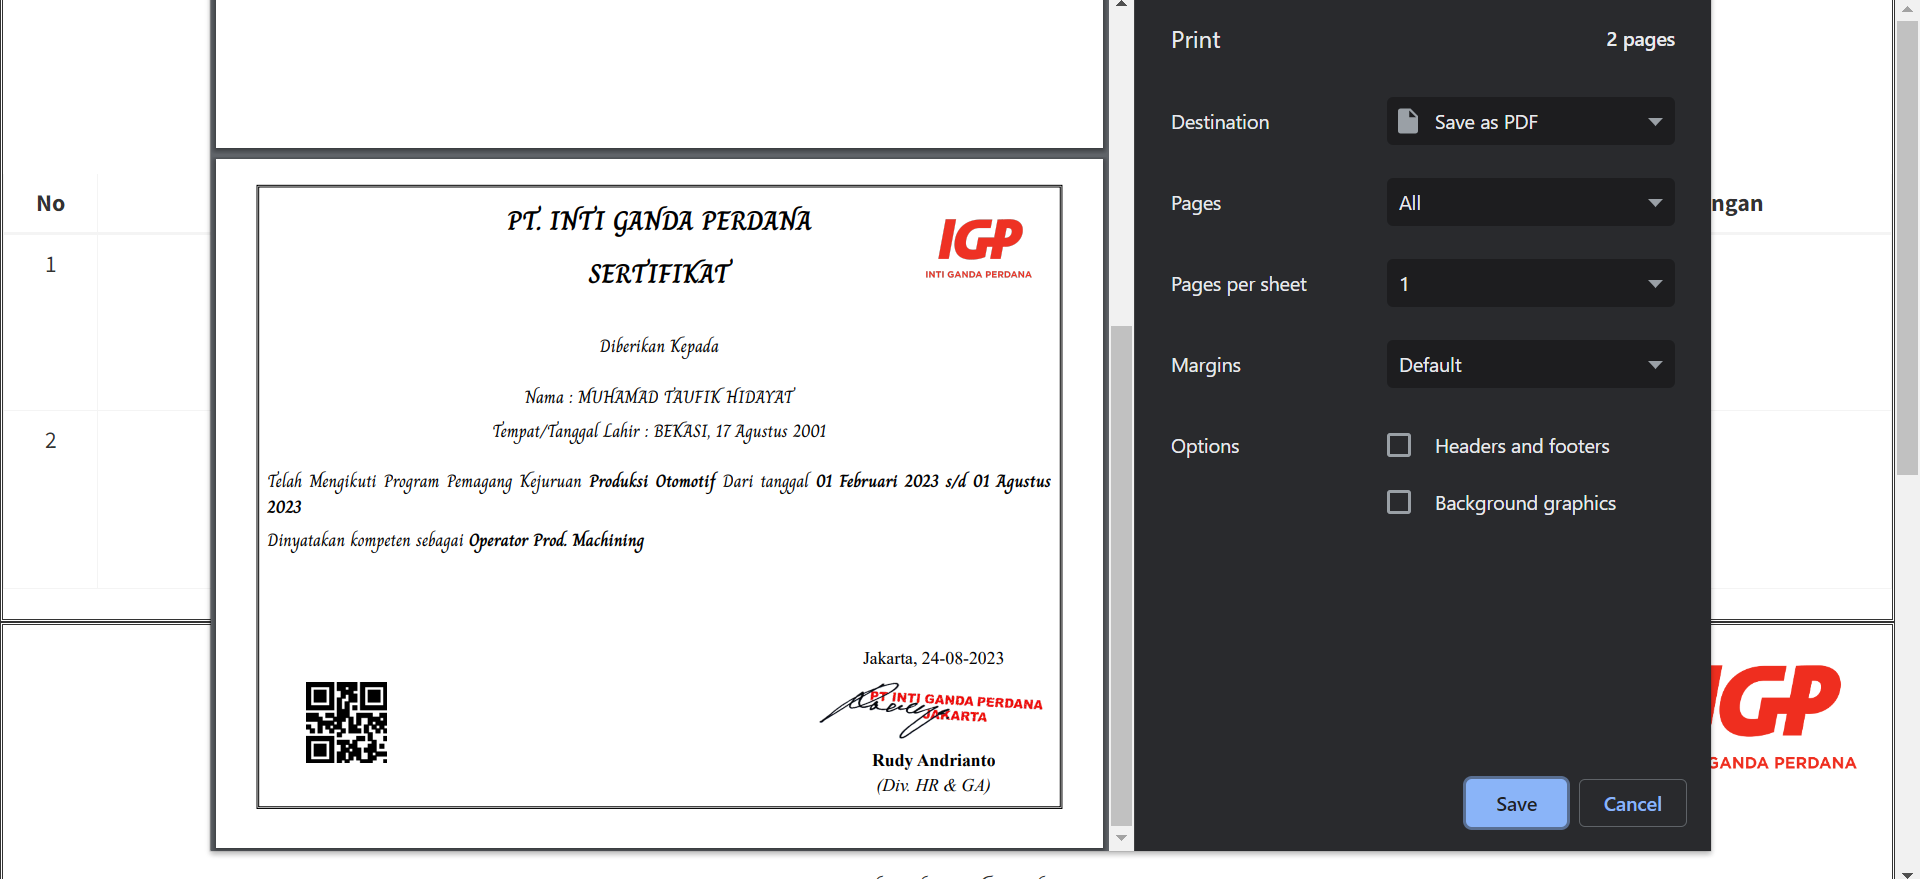 No
1
2
PT. INTI GANDA PERDANA
SERTIFIKAT
IGP
INTI GANDA PERDANA
Diberikan Kepada
Nama : MUHAMAD TAUFIK HIDAYAT
Tempat/Tanggal Lahir : BEKASI, 17 Agustus 2001
Telah Mengikuti Program Pemagang Kejuruan Produksi Otomotif Dari tanggal 01 Februari 2023 s/d 01 Agustus
2023
Dinyatakan kompeten sebagai Operator Prod. Machining
Jakarta, 24-08-2023
PT INTI GANDA PERDANA
JAKARTA
Rudy Andrianto
(Div. HR & GA)
Print
2 pages
Destination
Save as PDF
Pages
All
Pages per sheet
1
Margins
Default
Options
Headers and footers
Background graphics
Save
Cancel
ngan
IGP
GANDA PERDANA